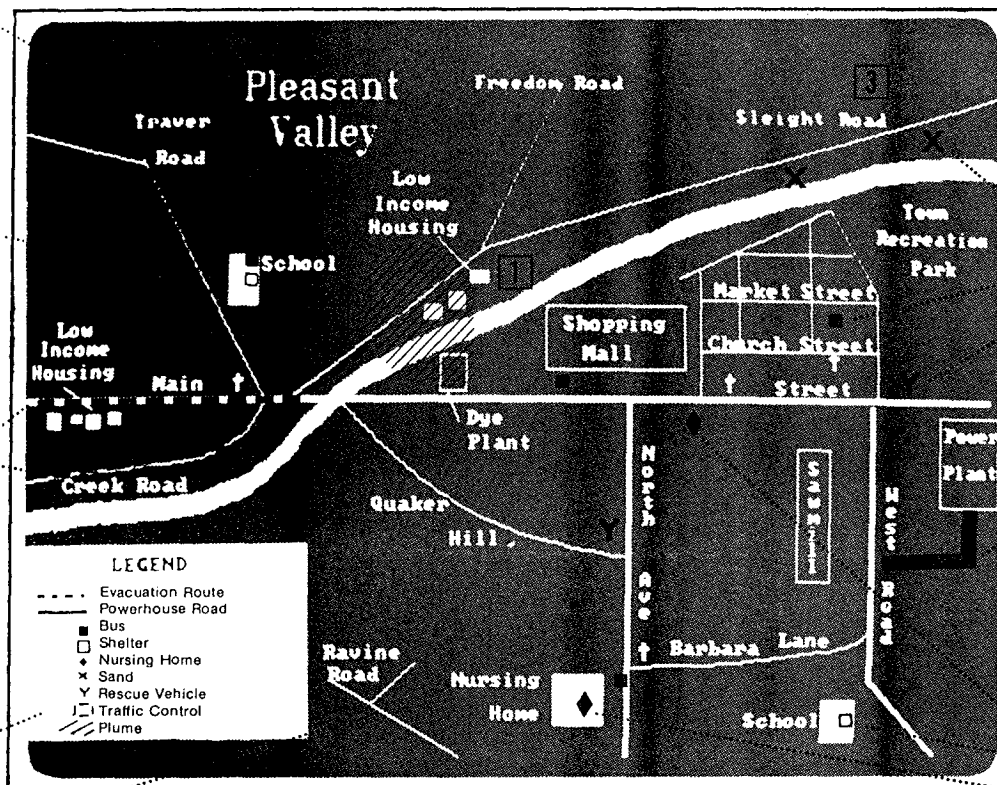 Pleasant
Valley
Freedom Road
3
Sleight Road
Traver
Road
Low
Income
Housing
Town
Recreation
Park
School
1
Market Street
Shopping
Mall
Low
Income
Housing
Church Street
Main
Street
Dye
Plant
Power
Plant
Creek Road
Quaker
Hill
North Ave
Sawmill
West Road
LEGEND
Evacuation Route
Powerhouse Road
Bus
Shelter
Nursing Home
Sand
Rescue Vehicle
Traffic Control
Plume
Ravine
Road
Barbara Lane
Nursing
Home
School